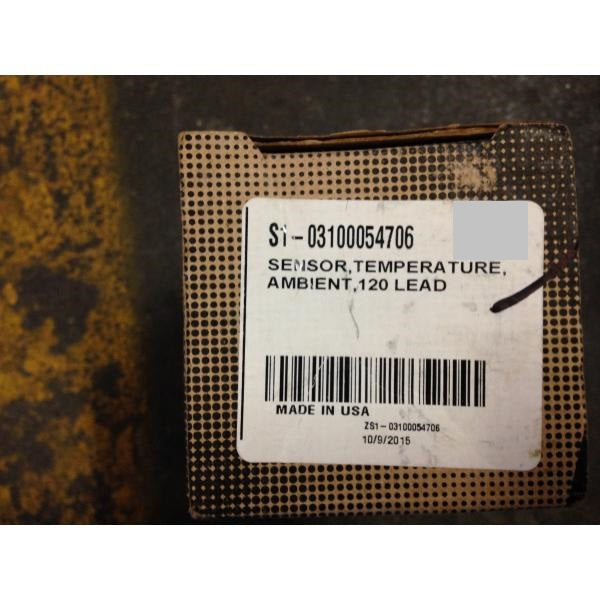 S1-03100054706
SENSOR,TEMPERATURE,
AMBIENT,120 LEAD
MADE IN USA
ZS1-03100054706
10/9/2015